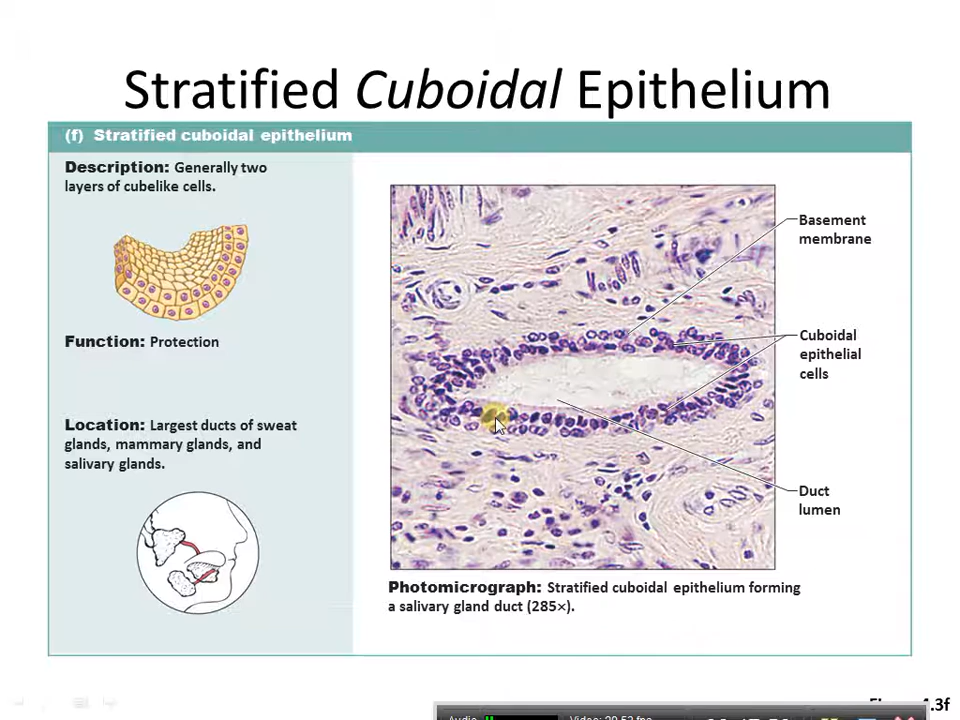 Stratified Cuboidal Epithelium
(f) Stratified cuboidal epithelium
Description: Generally two
layers of cubelike cells.
Function: Protection
Location: Largest ducts of sweat
glands, mammary glands, and
salivary glands.
Basement
membrane
Cuboidal
epithelial
cells
Duct
lumen
Photomicrograph: Stratified cuboidal epithelium forming
a salivary gland duct (285×).
.3f